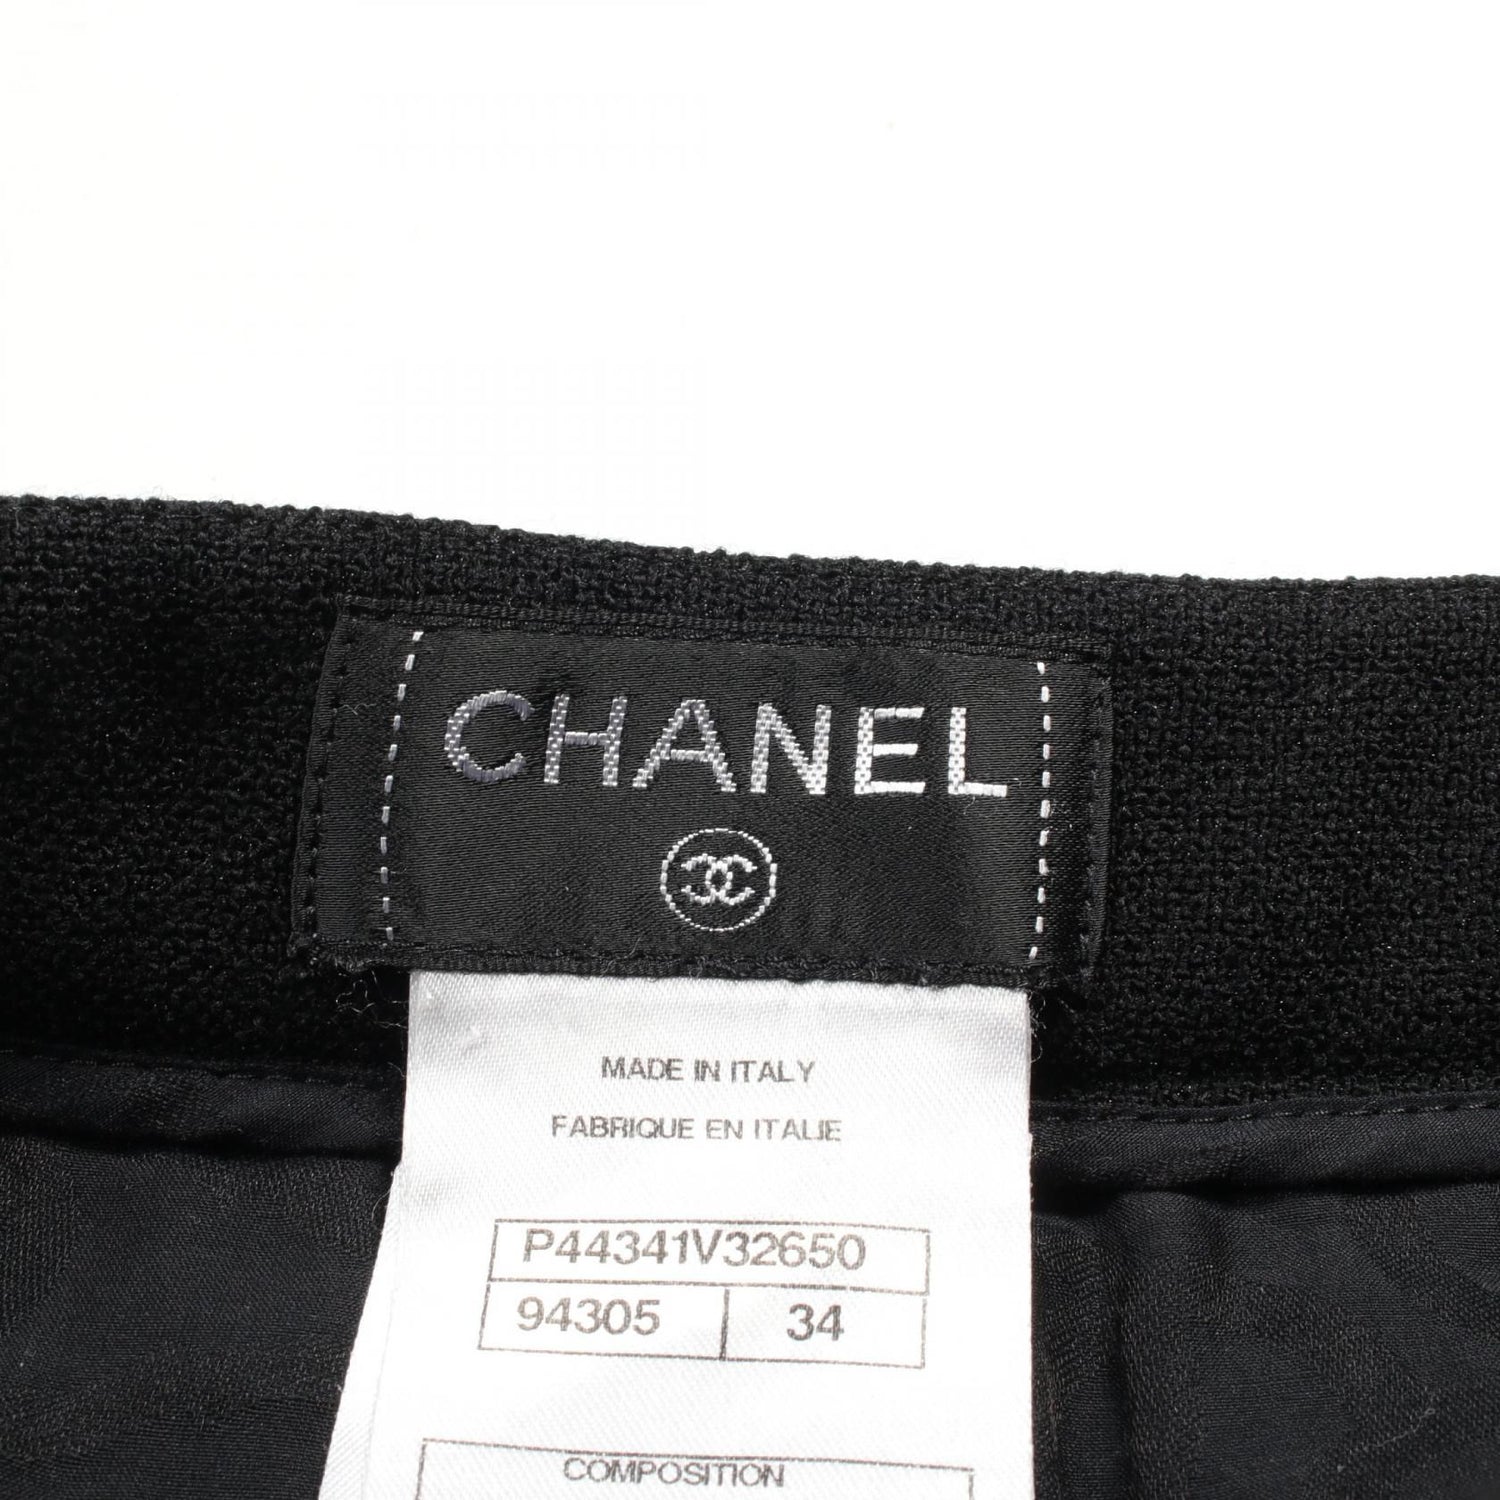 CHANEL
MADE IN ITALY
FABRIQUE EN ITALIE
P44341V32650
94305 34
COMPOSITION